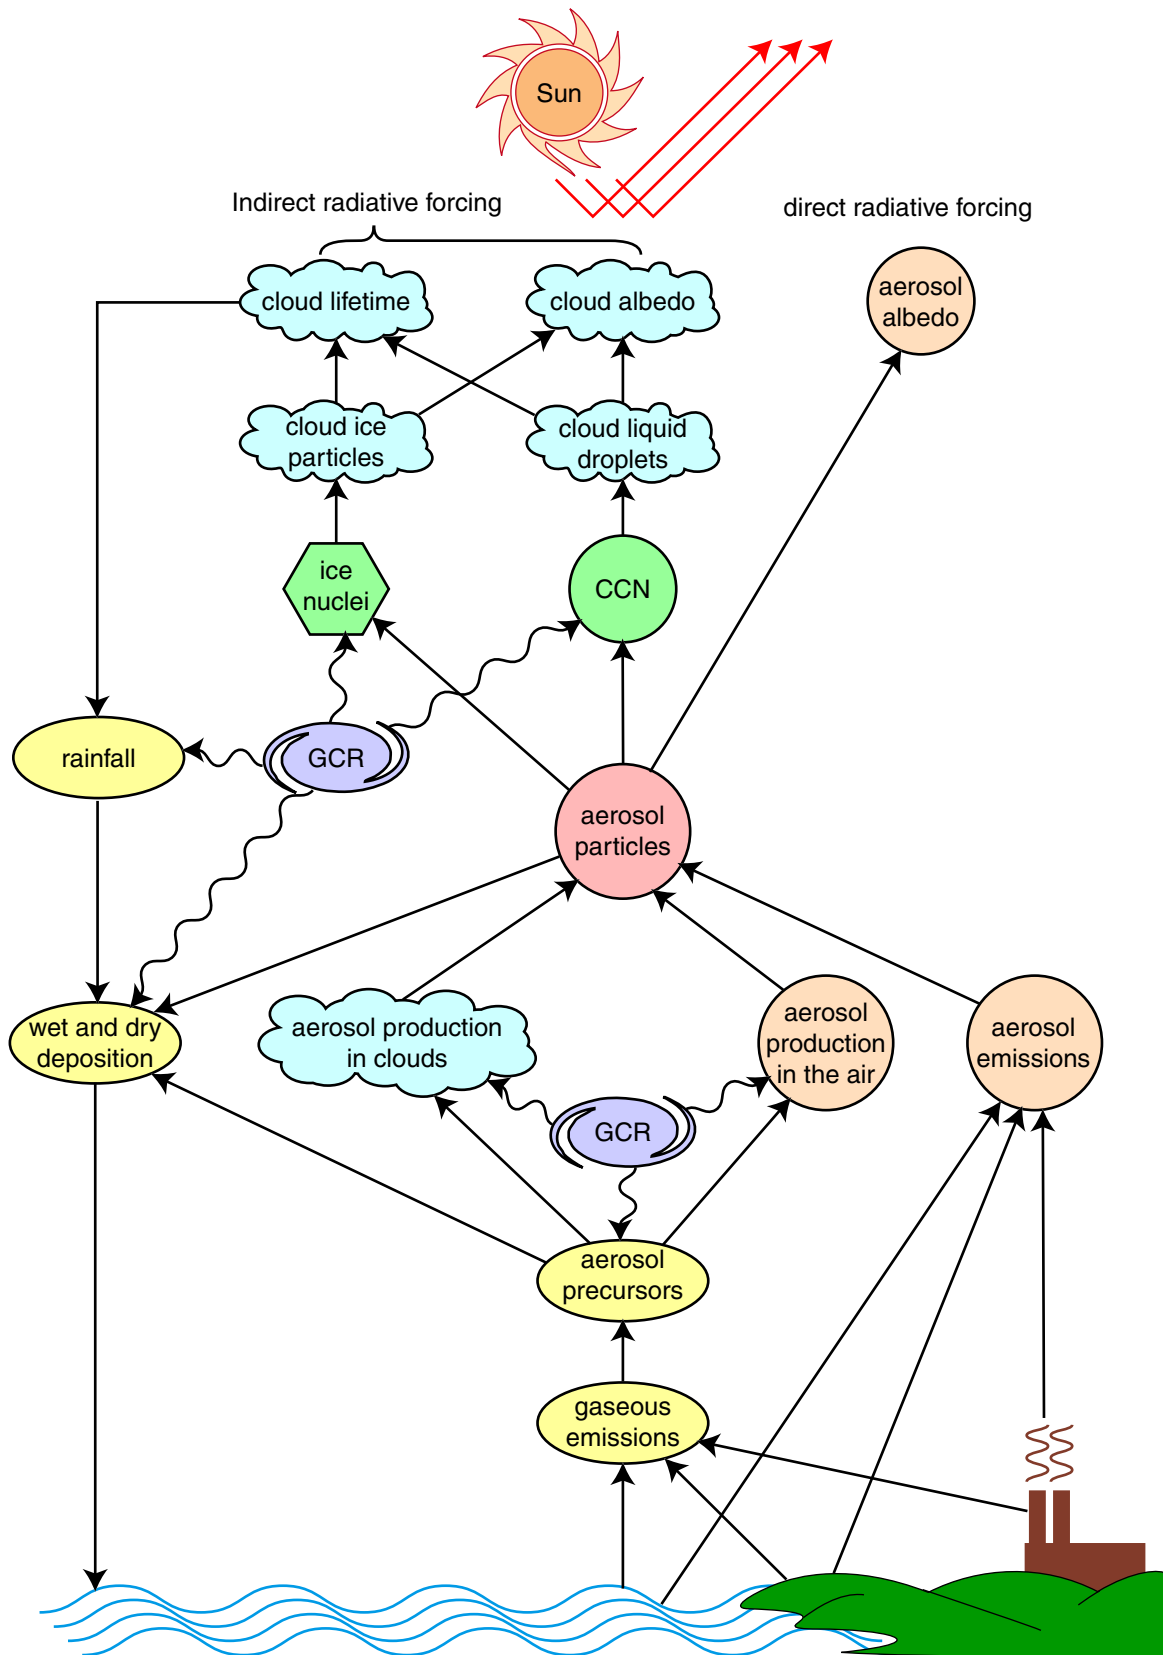 Sun
Indirect radiative forcing
direct radiative forcing
cloud lifetime
cloud albedo
aerosol
albedo
cloud ice
particles
cloud liquid
droplets
ice
nuclei
CCN
rainfall
GCR
aerosol
particles
wet and dry
deposition
aerosol production
in clouds
aerosol
production
in the air
aerosol
emissions
GCR
aerosol
precursors
gaseous
emissions